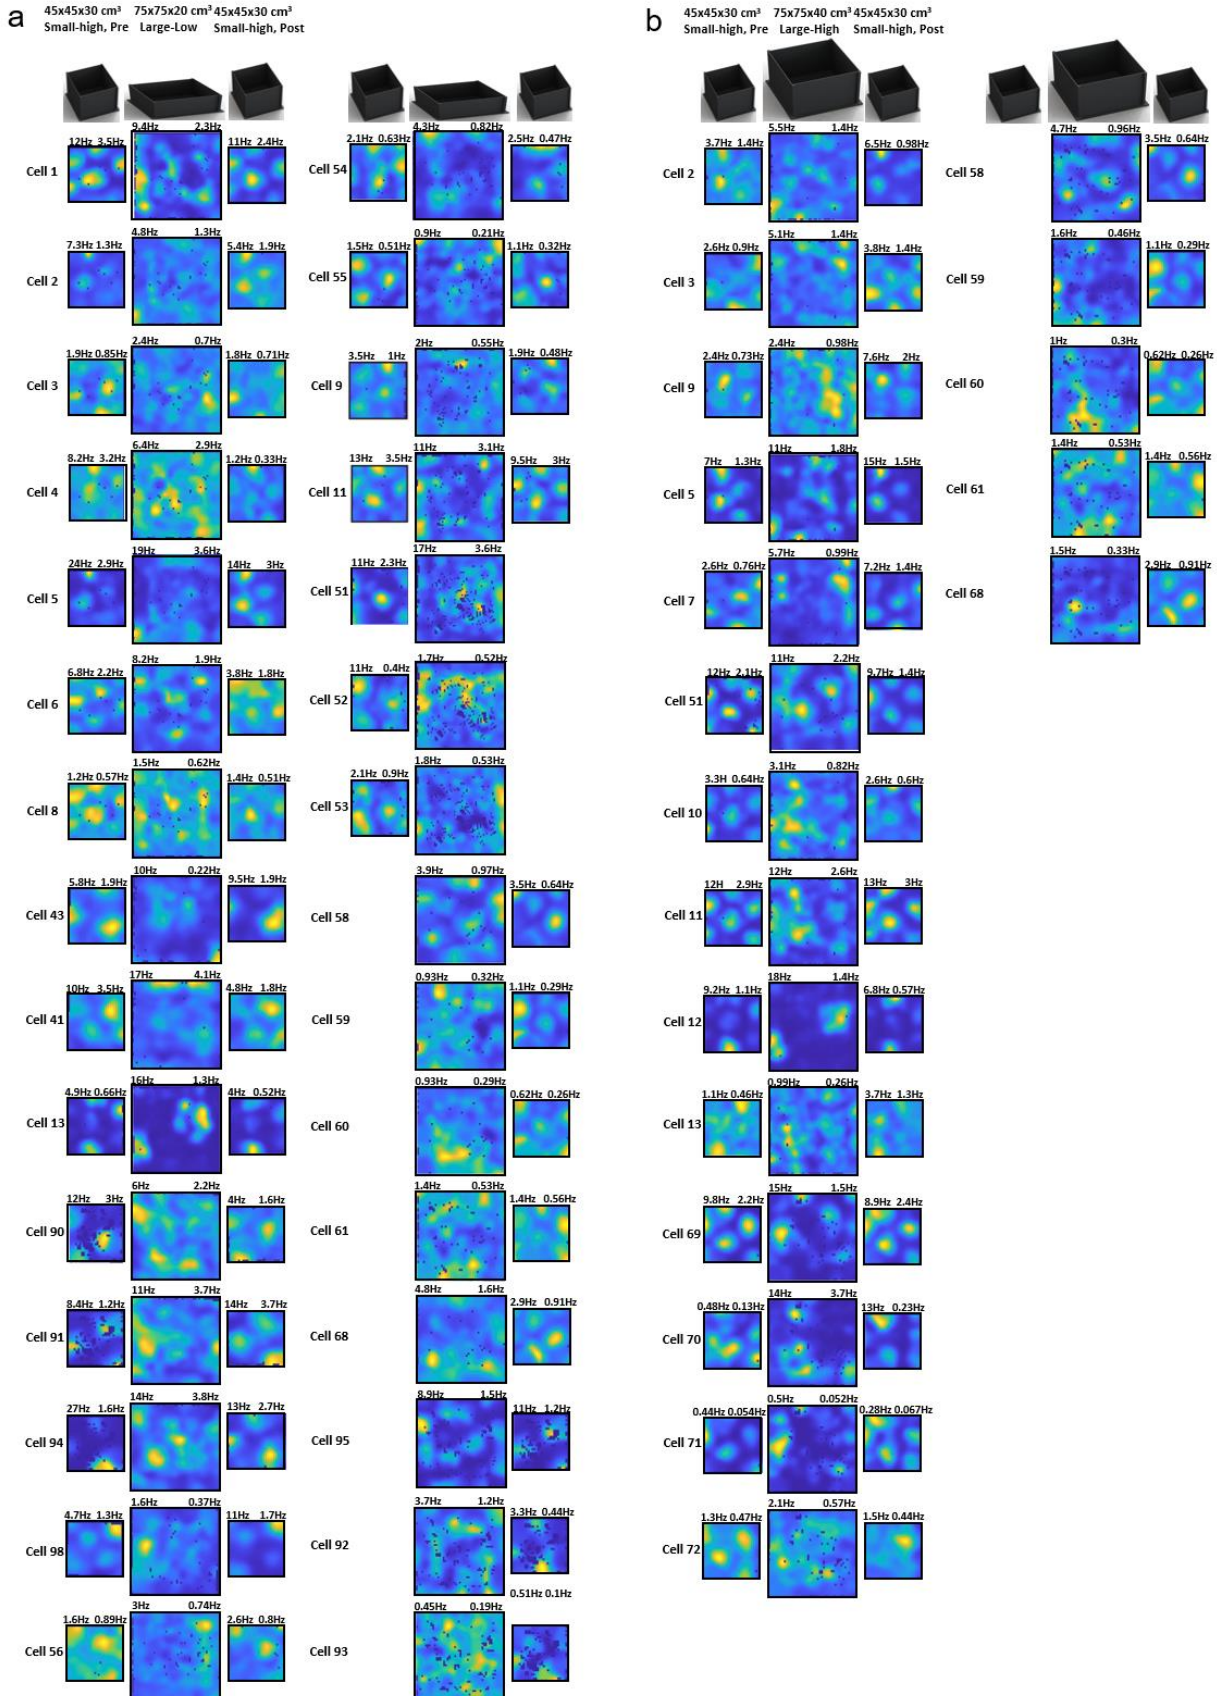 a
45x45x30 cm³ 75x75x20 cm³ 45x45x30 cm³
Small-high, Pre Large-Low Small-high, Post
12Hz 3.5Hz 9.4Hz 2.3Hz 11Hz 2.4Hz
Cell 1
7.3Hz 1.3Hz 4.8Hz 1.3Hz 5.4Hz 1.9Hz
Cell 2
1.9Hz 0.85Hz 2.4Hz 0.7Hz 1.8Hz 0.71Hz
Cell 3
8.2Hz 3.2Hz 6.4Hz 2.9Hz 1.2Hz 0.33Hz
Cell 4
24Hz 2.9Hz 19Hz 3.6Hz 14Hz 3Hz
Cell 5
6.8Hz 2.2Hz 8.2Hz 1.9Hz 3.8Hz 1.8Hz
Cell 6
1.2Hz 0.57Hz 1.5Hz 0.62Hz 1.4Hz 0.51Hz
Cell 8
5.8Hz 1.9Hz 10Hz 0.22Hz 9.5Hz 1.9Hz
Cell 43
10Hz 3.5Hz 17Hz 4.1Hz 4.8Hz 1.8Hz
Cell 41
4.9Hz 0.66Hz 16Hz 1.3Hz 4Hz 0.52Hz
Cell 13
12Hz 3Hz 6Hz 2.2Hz 4Hz 1.6Hz
Cell 90
8.4Hz 1.2Hz 11Hz 3.7Hz 14Hz 3.7Hz
Cell 91
27Hz 1.6Hz 14Hz 3.8Hz 13Hz 2.7Hz
Cell 94
4.7Hz 1.3Hz 1.6Hz 0.37Hz 11Hz 1.7Hz
Cell 98
1.6Hz 0.89Hz 3Hz 0.74Hz 2.6Hz 0.8Hz
Cell 56
2.1Hz 0.63Hz 4.3Hz 0.82Hz 2.5Hz 0.47Hz
Cell 54
1.5Hz 0.51Hz 0.9Hz 0.21Hz 1.1Hz 0.32Hz
Cell 55
3.5Hz 1Hz 2Hz 0.55Hz 1.9Hz 0.48Hz
Cell 9
13Hz 3.5Hz 11Hz 3.1Hz 9.5Hz 3Hz
Cell 11
11Hz 2.3Hz 17Hz 3.6Hz
Cell 51
11Hz 0.4Hz 1.7Hz 0.52Hz
Cell 52
2.1Hz 0.9Hz 1.8Hz 0.53Hz
Cell 53
3.9Hz 0.97Hz 3.5Hz 0.64Hz
Cell 58
0.93Hz 0.32Hz 1.1Hz 0.29Hz
Cell 59
0.93Hz 0.29Hz 0.62Hz 0.26Hz
Cell 60
1.4Hz 0.53Hz 1.4Hz 0.56Hz
Cell 61
4.8Hz 1.6Hz 2.9Hz 0.91Hz
Cell 68
8.9Hz 1.5Hz 11Hz 1.2Hz
Cell 95
3.7Hz 1.2Hz 3.3Hz 0.44Hz
Cell 92
0.51Hz 0.1Hz
0.45Hz 0.19Hz
Cell 93
b
45x45x30 cm³ 75x75x40 cm³ 45x45x30 cm³
Small-high, Pre Large-High Small-high, Post
3.7Hz 1.4Hz 5.5Hz 1.4Hz 6.5Hz 0.98Hz
Cell 2
2.6Hz 0.9Hz 5.1Hz 1.4Hz 3.8Hz 1.4Hz
Cell 3
2.4Hz 0.73Hz 2.4Hz 0.98Hz 7.6Hz 2Hz
Cell 9
7Hz 1.3Hz 11Hz 1.8Hz 15Hz 1.5Hz
Cell 5
2.6Hz 0.76Hz 5.7Hz 0.99Hz 7.2Hz 1.4Hz
Cell 7
12Hz 2.1Hz 11Hz 2.2Hz 9.7Hz 1.4Hz
Cell 51
3.3H 0.64Hz 3.1Hz 0.82Hz 2.6Hz 0.6Hz
Cell 10
12H 2.9Hz 12Hz 2.6Hz 13Hz 3Hz
Cell 11
9.2Hz 1.1Hz 18Hz 1.4Hz 6.8Hz 0.57Hz
Cell 12
1.1Hz 0.46Hz 0.99Hz 0.26Hz 3.7Hz 1.3Hz
Cell 13
9.8Hz 2.2Hz 15Hz 1.5Hz 8.9Hz 2.4Hz
Cell 69
0.48Hz 0.13Hz 14Hz 3.7Hz 13Hz 0.23Hz
Cell 70
0.44Hz 0.054Hz 0.5Hz 0.052Hz 0.28Hz 0.067Hz
Cell 71
1.3Hz 0.47Hz 2.1Hz 0.57Hz 1.5Hz 0.44Hz
Cell 72
4.7Hz 0.96Hz 3.5Hz 0.64Hz
Cell 58
1.6Hz 0.46Hz 1.1Hz 0.29Hz
Cell 59
1Hz 0.3Hz 0.62Hz 0.26Hz
Cell 60
1.4Hz 0.53Hz 1.4Hz 0.56Hz
Cell 61
1.5Hz 0.33Hz 2.9Hz 0.91Hz
Cell 68